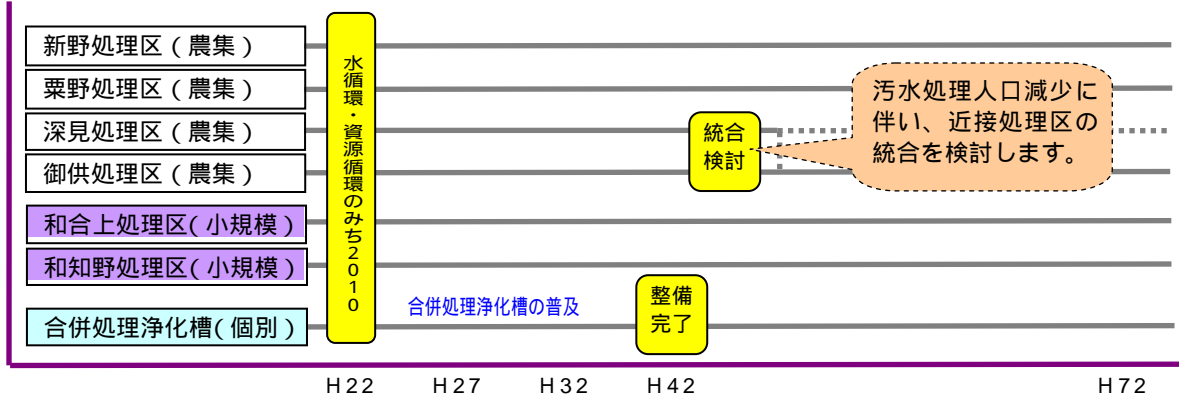 新野処理区(農集)
粟野処理区(農集)
深見処理区(農集)
御供処理区(農集)
和合上処理区(小規模)
和知野処理区(小規模)
合併処理浄化槽(個別)
水循環・資源循環のみち2010
合併処理浄化槽の普及
整備
完了
統合
検討
汚水処理人口減少に
伴い、近接処理区の
統合を検討します。
H22 H27 H32 H42 H72